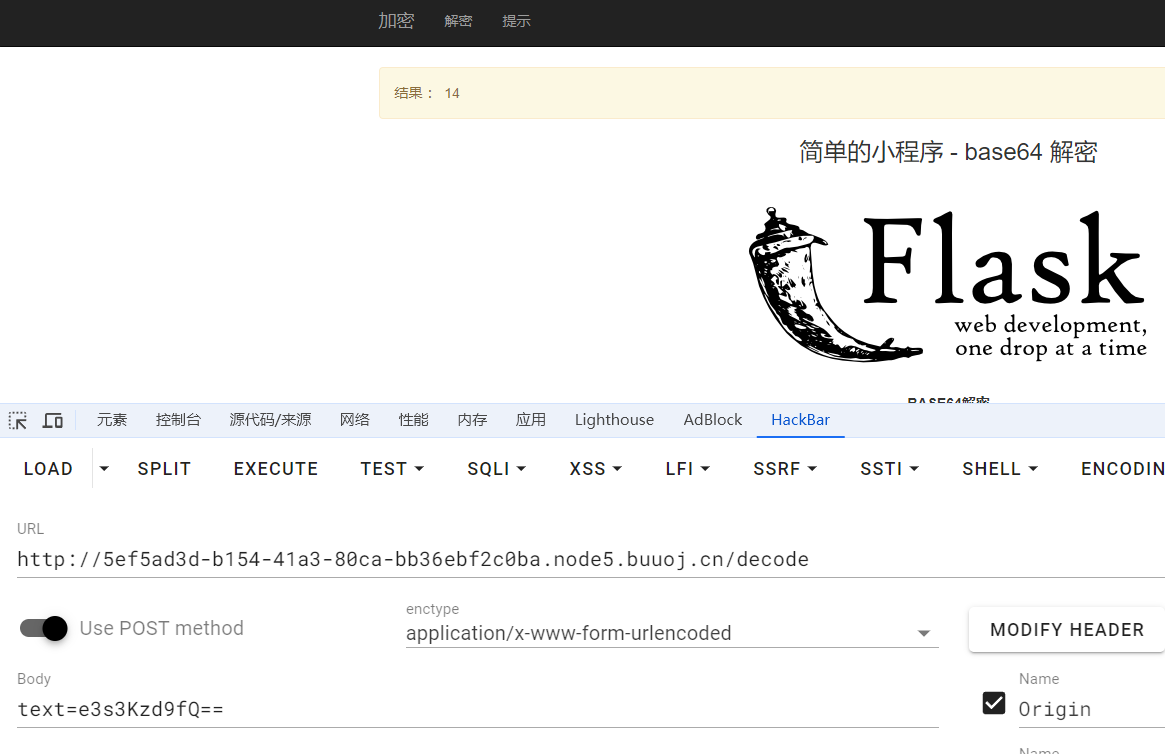 加密 解密 提示
结果： 14
简单的小程序 - base64 解密
Flask
web development,
one drop at a time
BASE64解密
元素 控制台 源代码/来源 网络 性能 内存 应用 Lighthouse AdBlock HackBar
LOAD SPLIT EXECUTE TEST SQLI XSS LFI SSRF SSTI SHELL ENCODIN
URL
http://5ef5ad3d-b154-41a3-80ca-bb36ebf2c0ba.node5.buuoj.cn/decode
Use POST method
enctype
application/x-www-form-urlencoded
MODIFY HEADER
Body
text=e3s3Kzd9fQ==
Name
Origin
Name